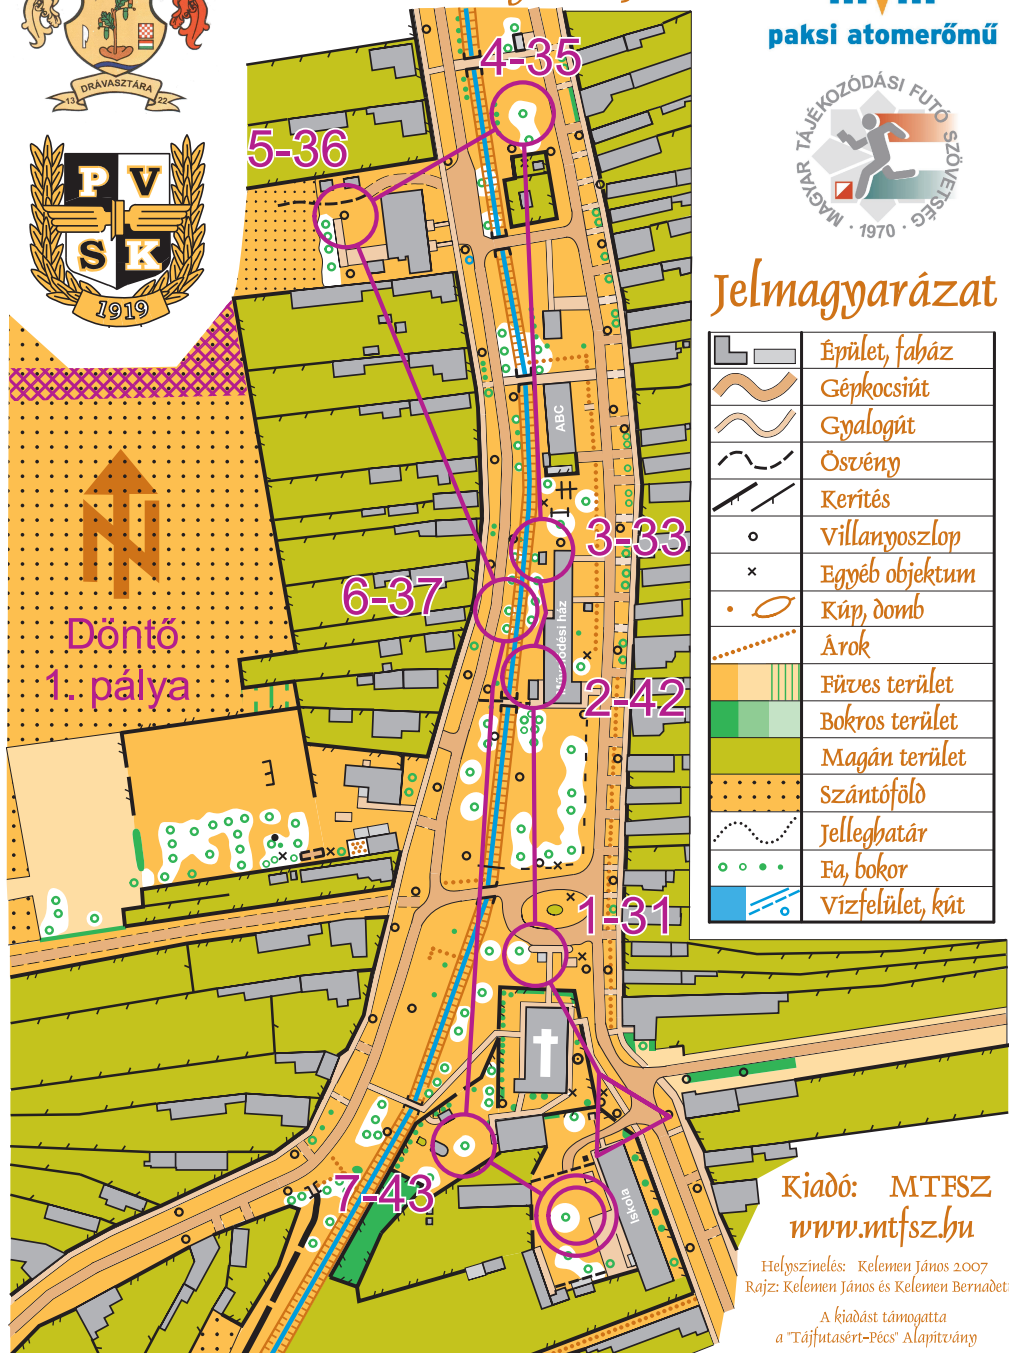 DRÁVASZTÁRA
13 22
P V
S K
1919
paksi atomerőmű
MAGYAR TÁJÉKOZÓDÁSI FUTÓ SZÖVETSÉG
· 1970 ·
4-35
5-36
3-33
6-37
2-42
1-31
7-43
ABC
Iskola
Döntő
1. pálya
Jelmagyarázat
Épület, faház
Gépkocsiút
Gyalogút
Ösvény
Kerítés
Villanyoszlop
Egyéb objektum
Kúp, domb
Árok
Füves terület
Bokros terület
Magán terület
Szántóföld
Jelleghatár
Fa, bokor
Vízfelület, kút
Kiadó: MTFSZ
www.mtfsz.hu
Helyszínelés: Kelemen János 2007
Rajz: Kelemen János és Kelemen Bernadett
A kiadást támogatta
a "Tájfutásért-Pécs" Alapítvány